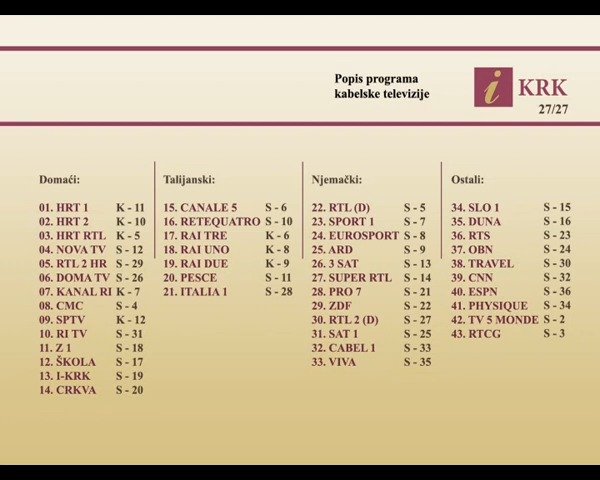 Popis programa
kabelske televizije
i KRK
27/27
Domaći:
01. HRT 1 K - 11
02. HRT 2 K - 10
03. HRT RTL K - 5
04. NOVA TV S - 12
05. RTL 2 HR S - 29
06. DOMA TV S - 26
07. KANAL RI K - 7
08. CMC S - 4
09. SPTV K - 12
10. RI TV S - 31
11. Z 1 S - 18
12. ŠKOLA S - 17
13. I-KRK S - 19
14. CRKVA S - 20
Talijanski:
15. CANALE 5 S - 6
16. RETEQUATRO S - 10
17. RAI TRE K - 6
18. RAI UNO K - 8
19. RAI DUE K - 9
20. PESCE S - 11
21. ITALIA 1 S - 28
Njemački:
22. RTL (D) S - 5
23. SPORT 1 S - 7
24. EUROSPORT S - 8
25. ARD S - 9
26. 3 SAT S - 13
27. SUPER RTL S - 14
28. PRO 7 S - 21
29. ZDF S - 22
30. RTL 2 (D) S - 27
31. SAT 1 S - 25
32. CABEL 1 S - 33
33. VIVA S - 35
Ostali:
34. SLO 1 S - 15
35. DUNA S - 16
36. RTS S - 23
37. OBN S - 24
38. TRAVEL S - 30
39. CNN S - 32
40. ESPN S - 36
41. PHYSIQUE S - 34
42. TV 5 MONDE S - 2
43. RTCG S - 3